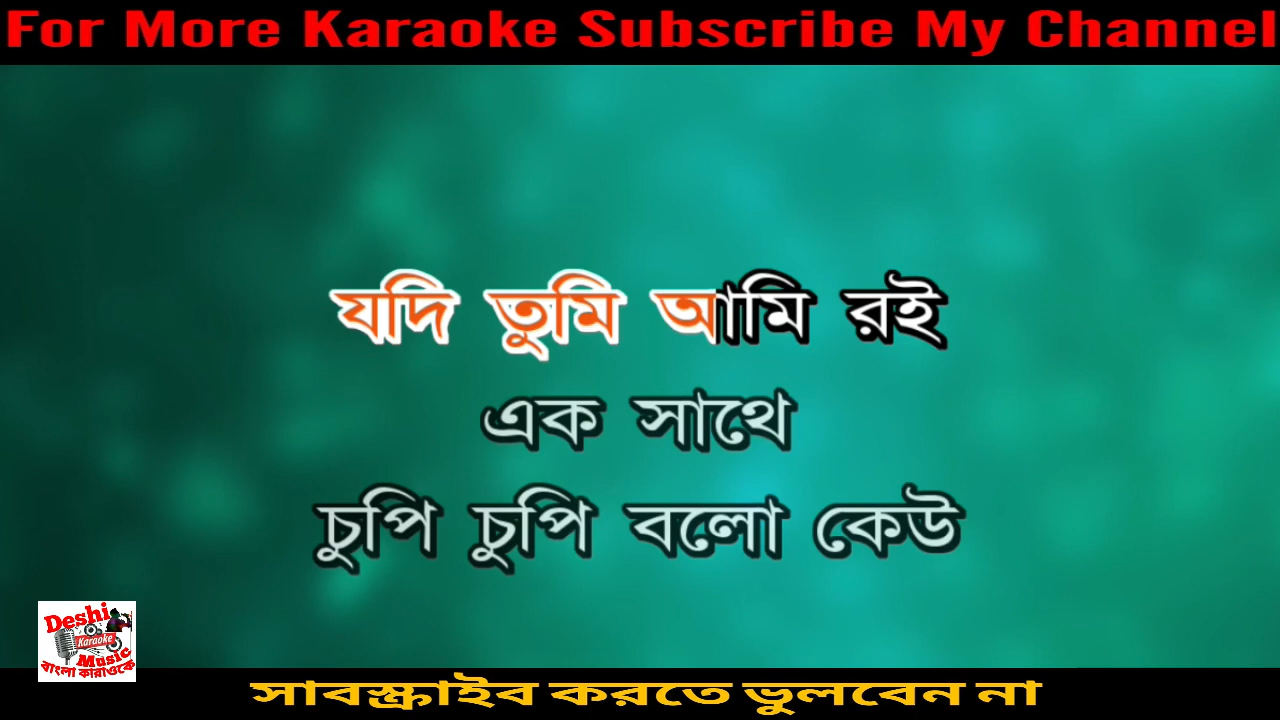 For More Karaoke Subscribe My Channel
যদি তুমি আমি রই
এক সাথে
চুপি চুপি বলো কেউ
Deshi
Karaoke
Music
বাংলা কারাওকে
সাবস্ক্রাইব করতে ভুলবেন না